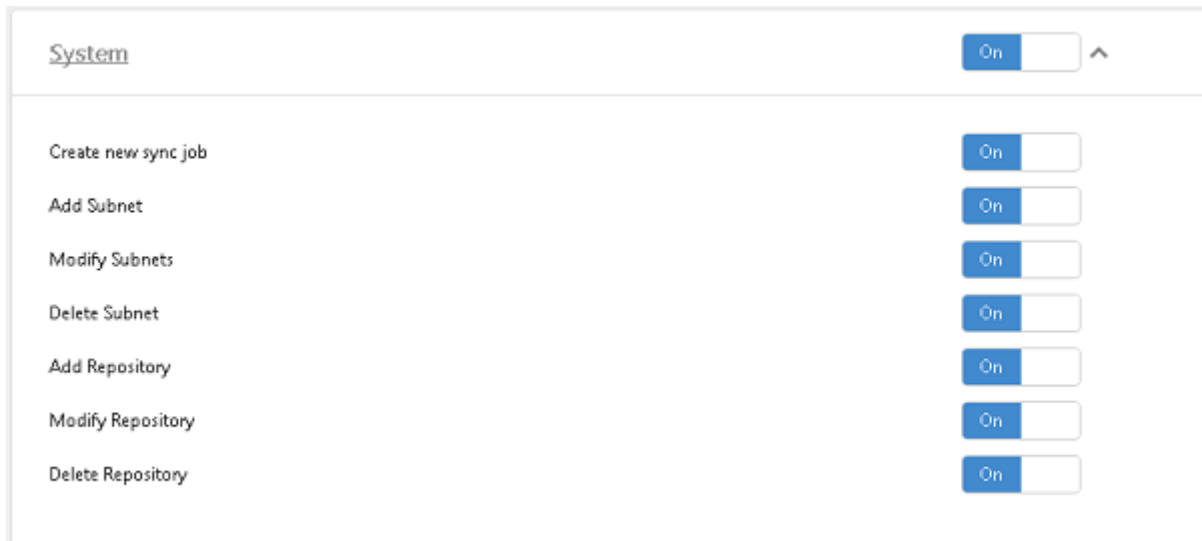 System On
Create new sync job On
Add Subnet On
Modify Subnets On
Delete Subnet On
Add Repository On
Modify Repository On
Delete Repository On